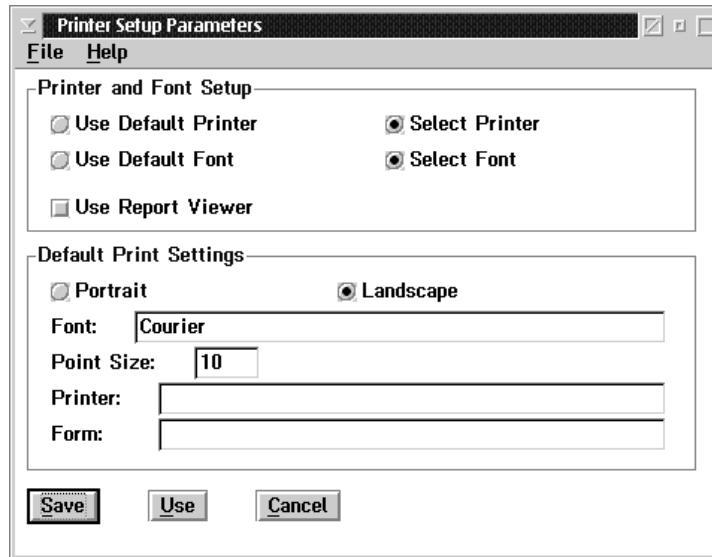 Printer Setup Parameters
File Help
Printer and Font Setup
Use Default Printer Select Printer
Use Default Font Select Font
Use Report Viewer
Default Print Settings
Portrait Landscape
Font: Courier
Point Size: 10
Printer:
Form:
Save Use Cancel